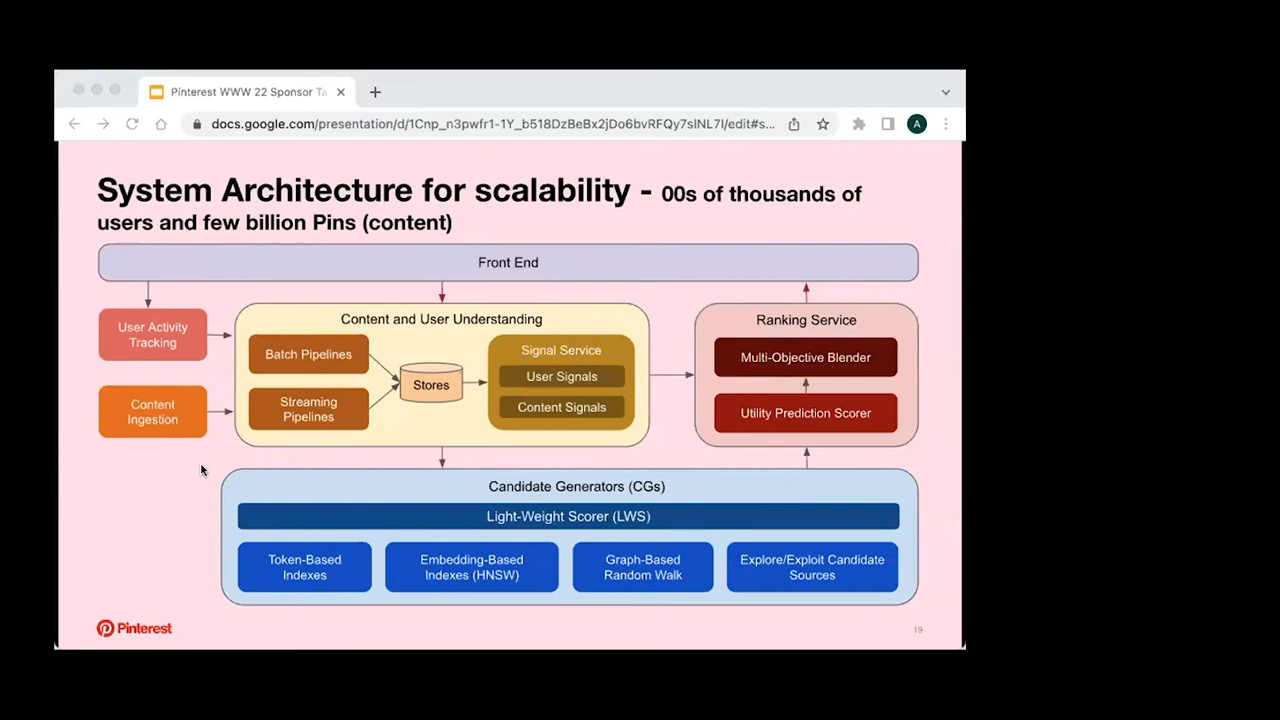 Pinterest WWW 22 Sponsor Ta
docs.google.com/presentation/d/1Cnp_n3pwfr1-1Y_b518DzBeBx2jDo6bvRFQy7slNL7I/edit#s...
A
System Architecture for scalability - 00s of thousands of
users and few billion Pins (content)
Front End
User Activity
Tracking
Content
Ingestion
Content and User Understanding
Batch Pipelines
Streaming
Pipelines
Stores
Signal Service
User Signals
Content Signals
Ranking Service
Multi-Objective Blender
Utility Prediction Scorer
Candidate Generators (CGs)
Light-Weight Scorer (LWS)
Token-Based
Indexes
Embedding-Based
Indexes (HNSW)
Graph-Based
Random Walk
Explore/Exploit Candidate
Sources
Pinterest
19